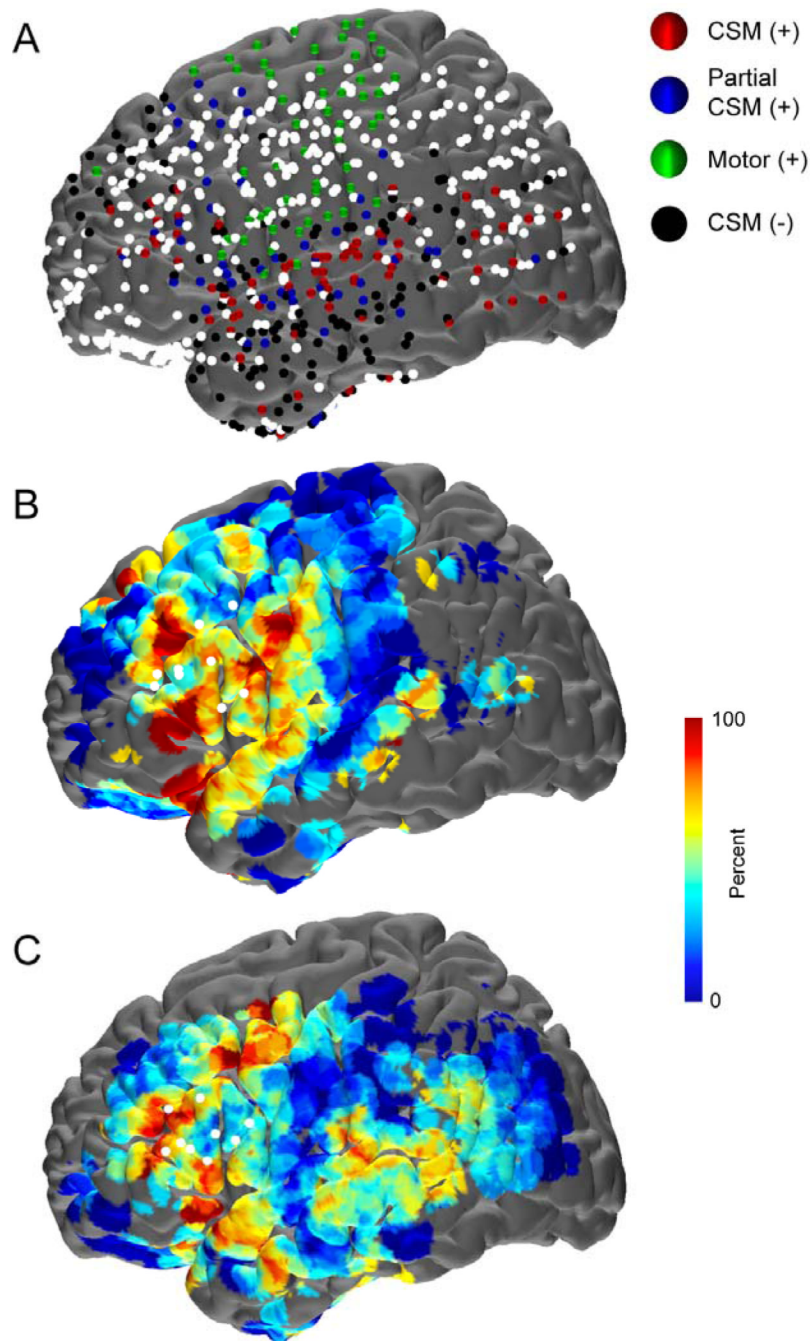 A
CSM (+)
Partial
CSM (+)
Motor (+)
CSM (-)
B
100
Percent
0
C